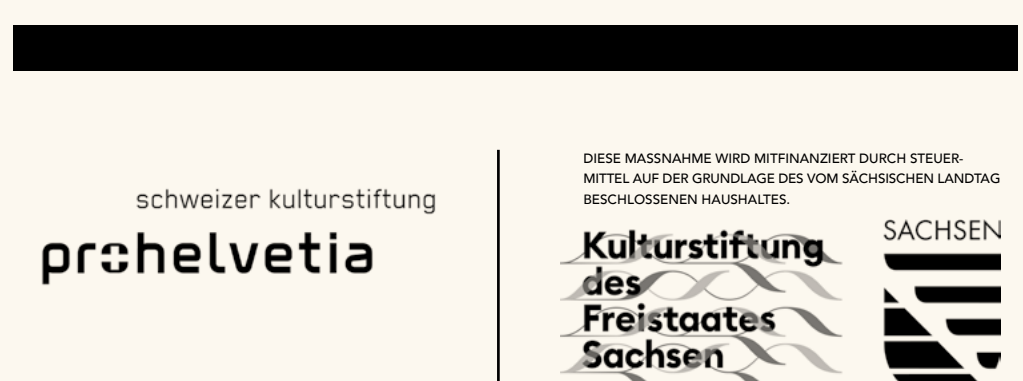 schweizer kulturstiftung
prohelvetia
DIESE MASSNAHME WIRD MITFINANZIERT DURCH STEUER-
MITTEL AUF DER GRUNDLAGE DES VOM SÄCHSISCHEN LANDTAG
BESCHLOSSENEN HAUSHALTES.
Kulturstiftung
des
Freistaates
Sachsen
SACHSEN